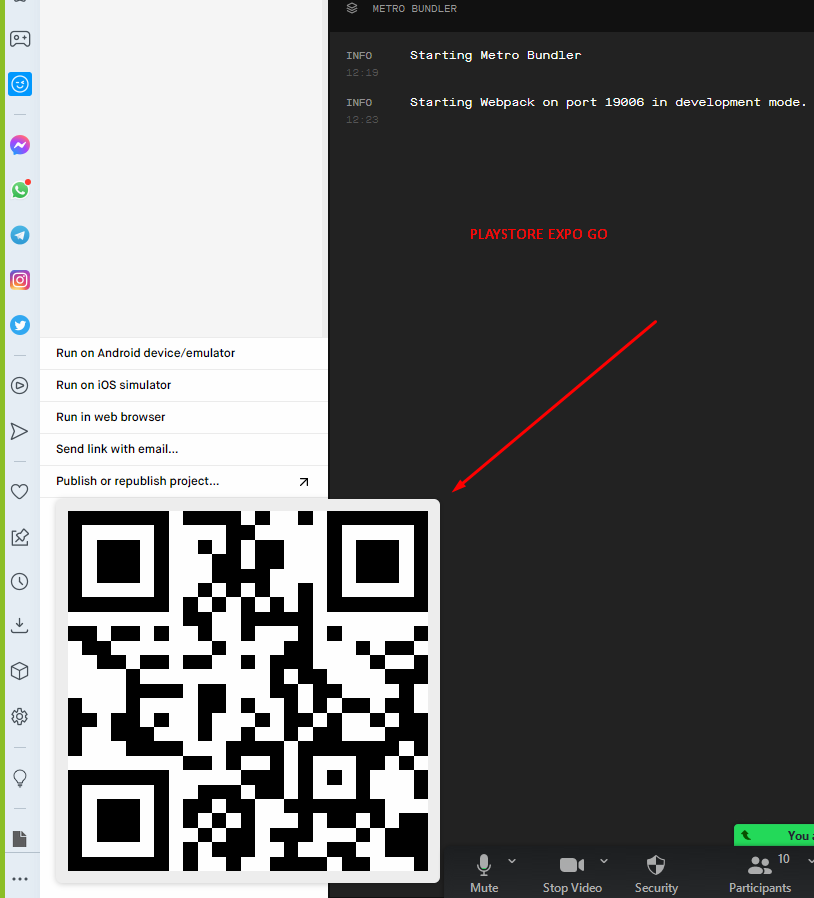 METRO BUNDLER
INFO
Starting Metro Bundler
12:19
INFO
Starting Webpack on port 19006 in development mode.
12:23
PLAYSTORE EXPO GO
Run on Android device/emulator
Run on iOS simulator
Run in web browser
Send link with email...
Publish or republish project...
You a
10
Mute
Stop Video
Security
Participants